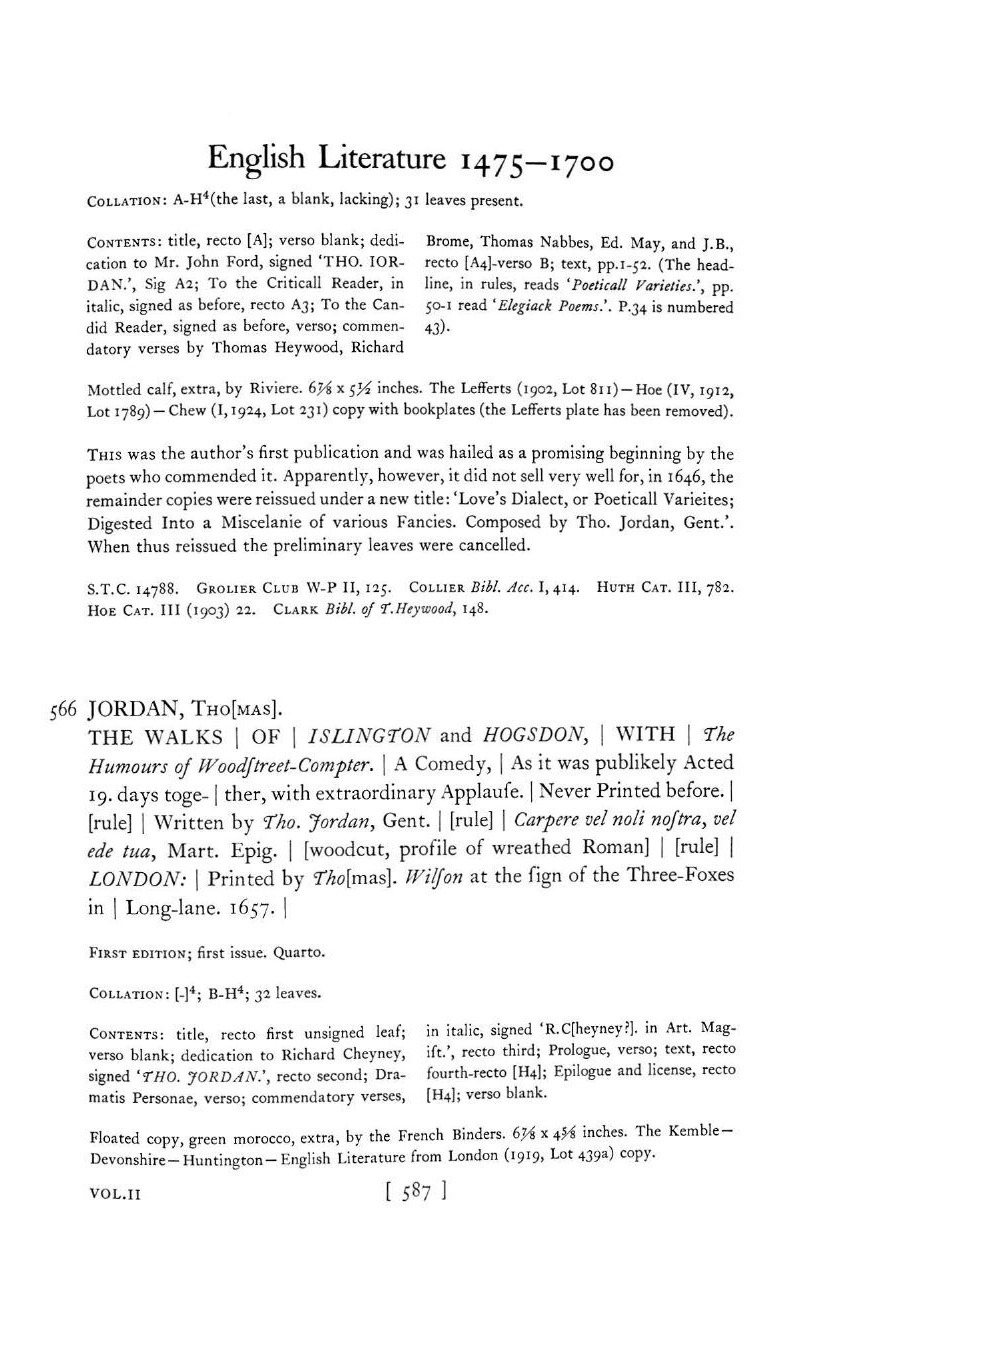 English Literature 1475–1700
COLLATION: A-H⁴(the last, a blank, lacking); 31 leaves present.
CONTENTS: title, recto [A]; verso blank; dedi-
cation to Mr. John Ford, signed ‘THO. IOR-
DAN.’, Sig A2; To the Criticall Reader, in
italic, signed as before, recto A3; To the Can-
did Reader, signed as before, verso; commen-
datory verses by Thomas Heywood, Richard
Brome, Thomas Nabbes, Ed. May, and J.B.,
recto [A4]-verso B; text, pp.1-52. (The head-
line, in rules, reads ‘Poeticall Varieties.’, pp.
50-1 read ‘Elegiack Poems.’. P.34 is numbered
43).
Mottled calf, extra, by Riviere. 6⅞ x 5½ inches. The Lefferts (1902, Lot 811)—Hoe (IV, 1912,
Lot 1789)—Chew (I, 1924, Lot 231) copy with bookplates (the Lefferts plate has been removed).
THIS was the author's first publication and was hailed as a promising beginning by the
poets who commended it. Apparently, however, it did not sell very well for, in 1646, the
remainder copies were reissued under a new title: ‘Love's Dialect, or Poeticall Varieites;
Digested Into a Miscelanie of various Fancies. Composed by Tho. Jordan, Gent.’.
When thus reissued the preliminary leaves were cancelled.
S.T.C. 14788. GROLIER CLUB W-P II, 125. COLLIER Bibl. Acc. I, 414. HUTH CAT. III, 782.
HOE CAT. III (1903) 22. CLARK Bibl. of T.Heywood, 148.
566 JORDAN, THO[MAS].
THE WALKS | OF | ISLINGTON and HOGSDON, | WITH | The
Humours of Woodſtreet-Compter. | A Comedy, | As it was publikely Acted
19. days toge- | ther, with extraordinary Applauſe. | Never Printed before. |
[rule] | Written by Tho. Jordan, Gent. | [rule] | Carpere vel noli noſtra, vel
ede tua, Mart. Epig. | [woodcut, profile of wreathed Roman] | [rule] |
LONDON: | Printed by Tho[mas]. Wilſon at the ſign of the Three-Foxes
in | Long-lane. 1657. |
FIRST EDITION; first issue. Quarto.
COLLATION: [-]⁴; B-H⁴; 32 leaves.
CONTENTS: title, recto first unsigned leaf;
verso blank; dedication to Richard Cheyney,
signed ‘THO. JORDAN.’, recto second; Dra-
matis Personae, verso; commendatory verses,
in italic, signed ‘R.C[heyney?]. in Art. Mag-
ift.’, recto third; Prologue, verso; text, recto
fourth-recto [H4]; Epilogue and license, recto
[H4]; verso blank.
Floated copy, green morocco, extra, by the French Binders. 6⅞ x 4⅝ inches. The Kemble—
Devonshire—Huntington—English Literature from London (1919, Lot 439a) copy.
VOL.II [ 587 ]